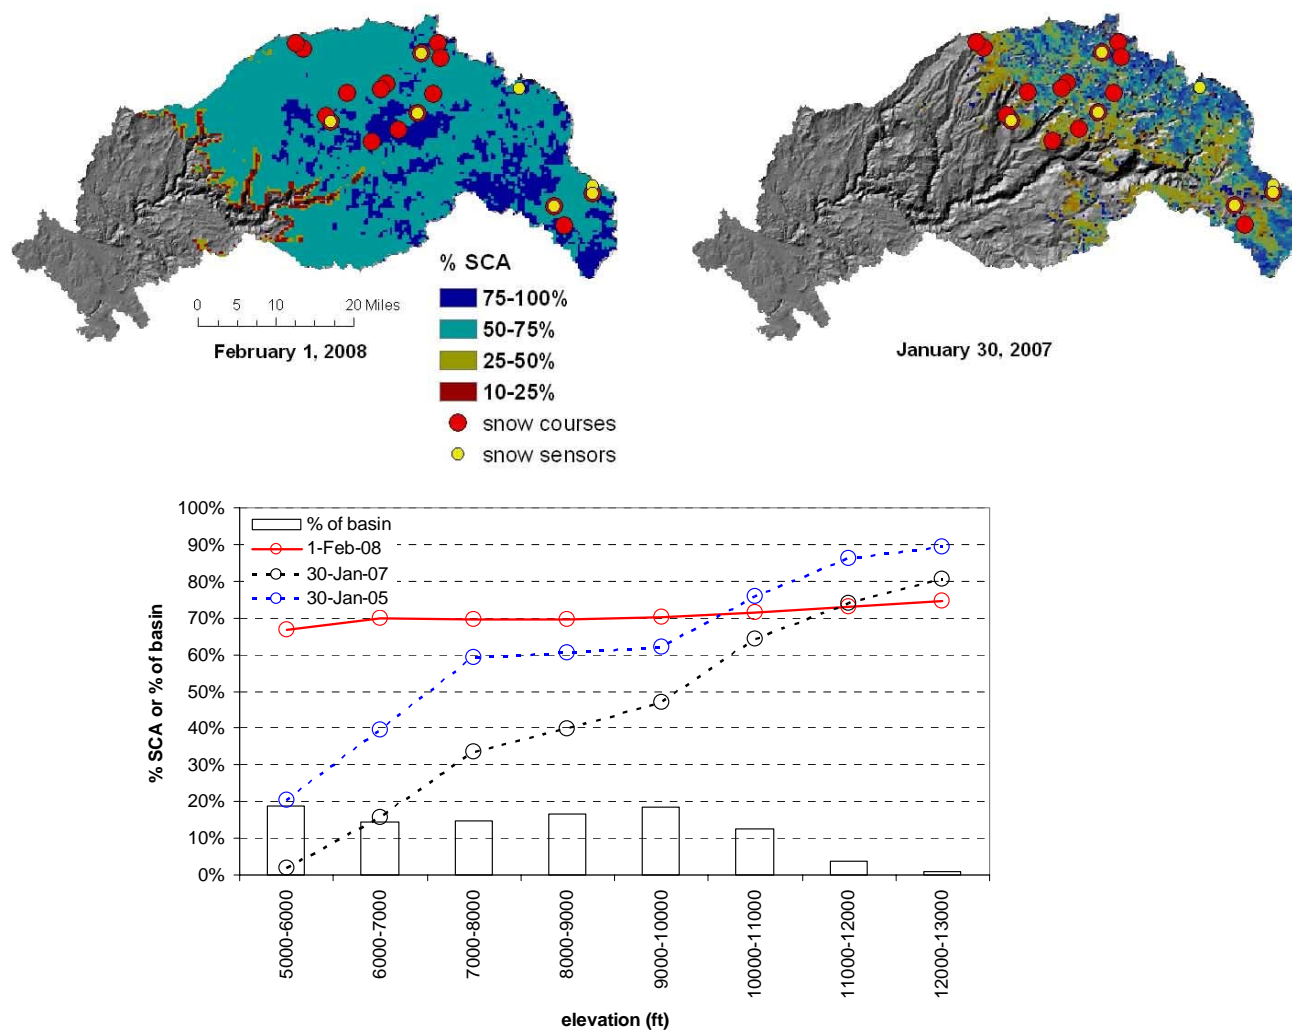 % SCA
75-100%
50-75%
25-50%
10-25%
snow courses
snow sensors
0 5 10 20 Miles
February 1, 2008
January 30, 2007
100%
90%
80%
70%
60%
50%
40%
30%
20%
10%
0%
% SCA or % of basin
% of basin
1-Feb-08
30-Jan-07
30-Jan-05
5000-6000
6000-7000
7000-8000
8000-9000
9000-10000
10000-11000
11000-12000
12000-13000
elevation (ft)